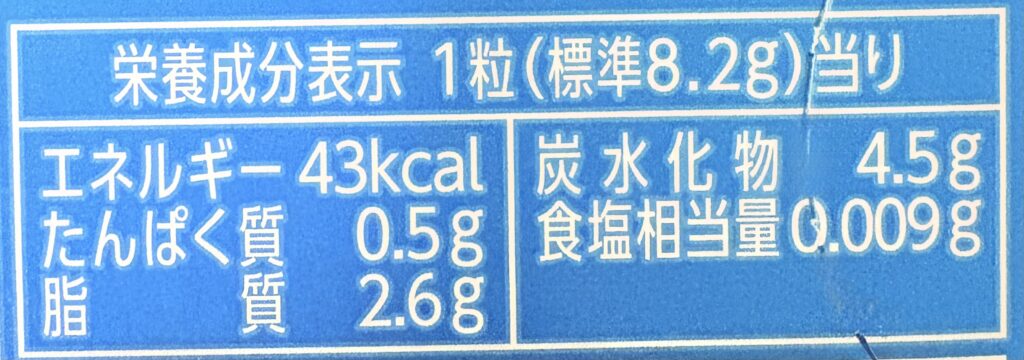 栄養成分表示 1粒(標準8.2g)当り
エネルギー 43kcal
たんぱく質 0.5g
脂質 2.6g
炭水化物 4.5g
食塩相当量 0.009g